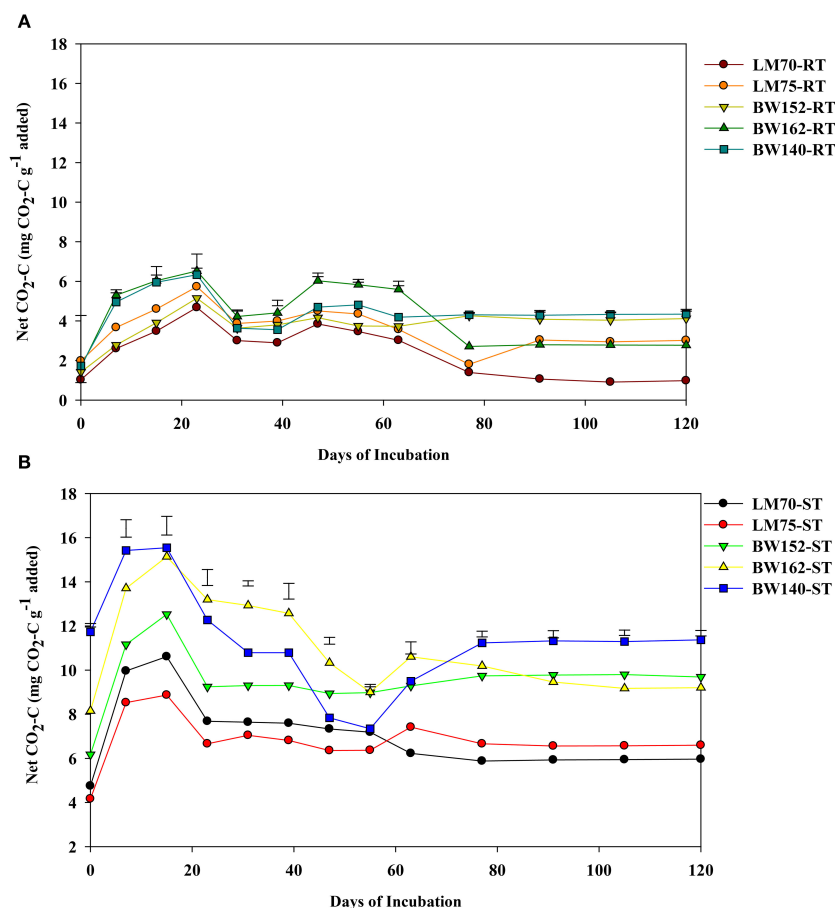 A
18
16
14
12
10
8
6
4
2
0
Net CO2-C (mg CO2-C g-1 added)
0 20 40 60 80 100 120
Days of Incubation
LM70-RT
LM75-RT
BW152-RT
BW162-RT
BW140-RT
B
18
16
14
12
10
8
6
4
2
Net CO2-C (mg CO2-C g-1 added)
0 20 40 60 80 100 120
Days of Incubation
LM70-ST
LM75-ST
BW152-ST
BW162-ST
BW140-ST